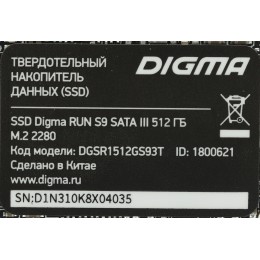 ТВЕРДОТЕЛЬНЫЙ
НАКОПИТЕЛЬ
ДАННЫХ (SSD)
DIGMA
SSD Digma RUN S9 SATA III 512 ГБ
M.2 2280
Код модели: DGSR1512GS93T ID: 1800621
Сделано в Китае
www.digma.ru
SN;D1N310K8X04035